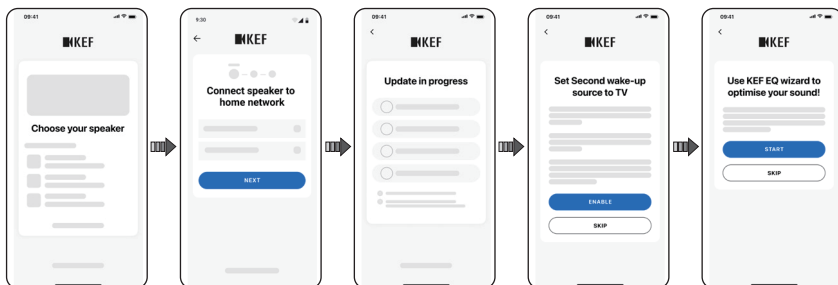 09:41
KEF
Choose your speaker
9:30
KEF
Connect speaker to
home network
NEXT
09:41
KEF
Update in progress
09:41
KEF
Set Second wake-up
source to TV
ENABLE
SKIP
09:41
KEF
Use KEF EQ wizard to
optimise your sound!
START
SKIP